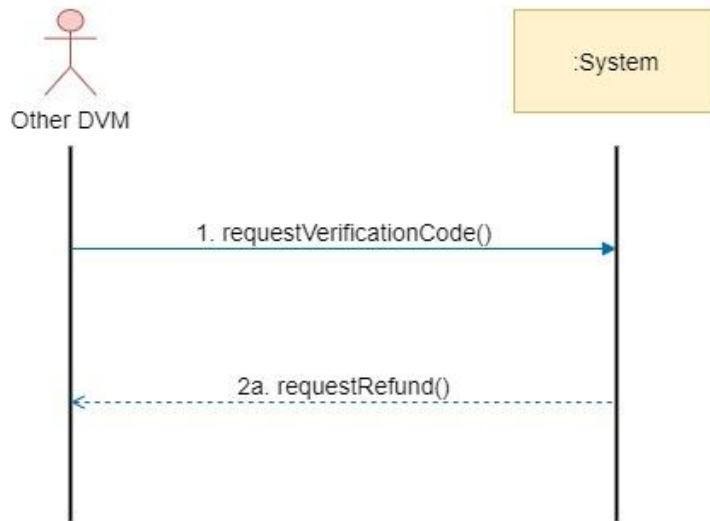 :System
Other DVM
1. requestVerificationCode()
2a. requestRefund()